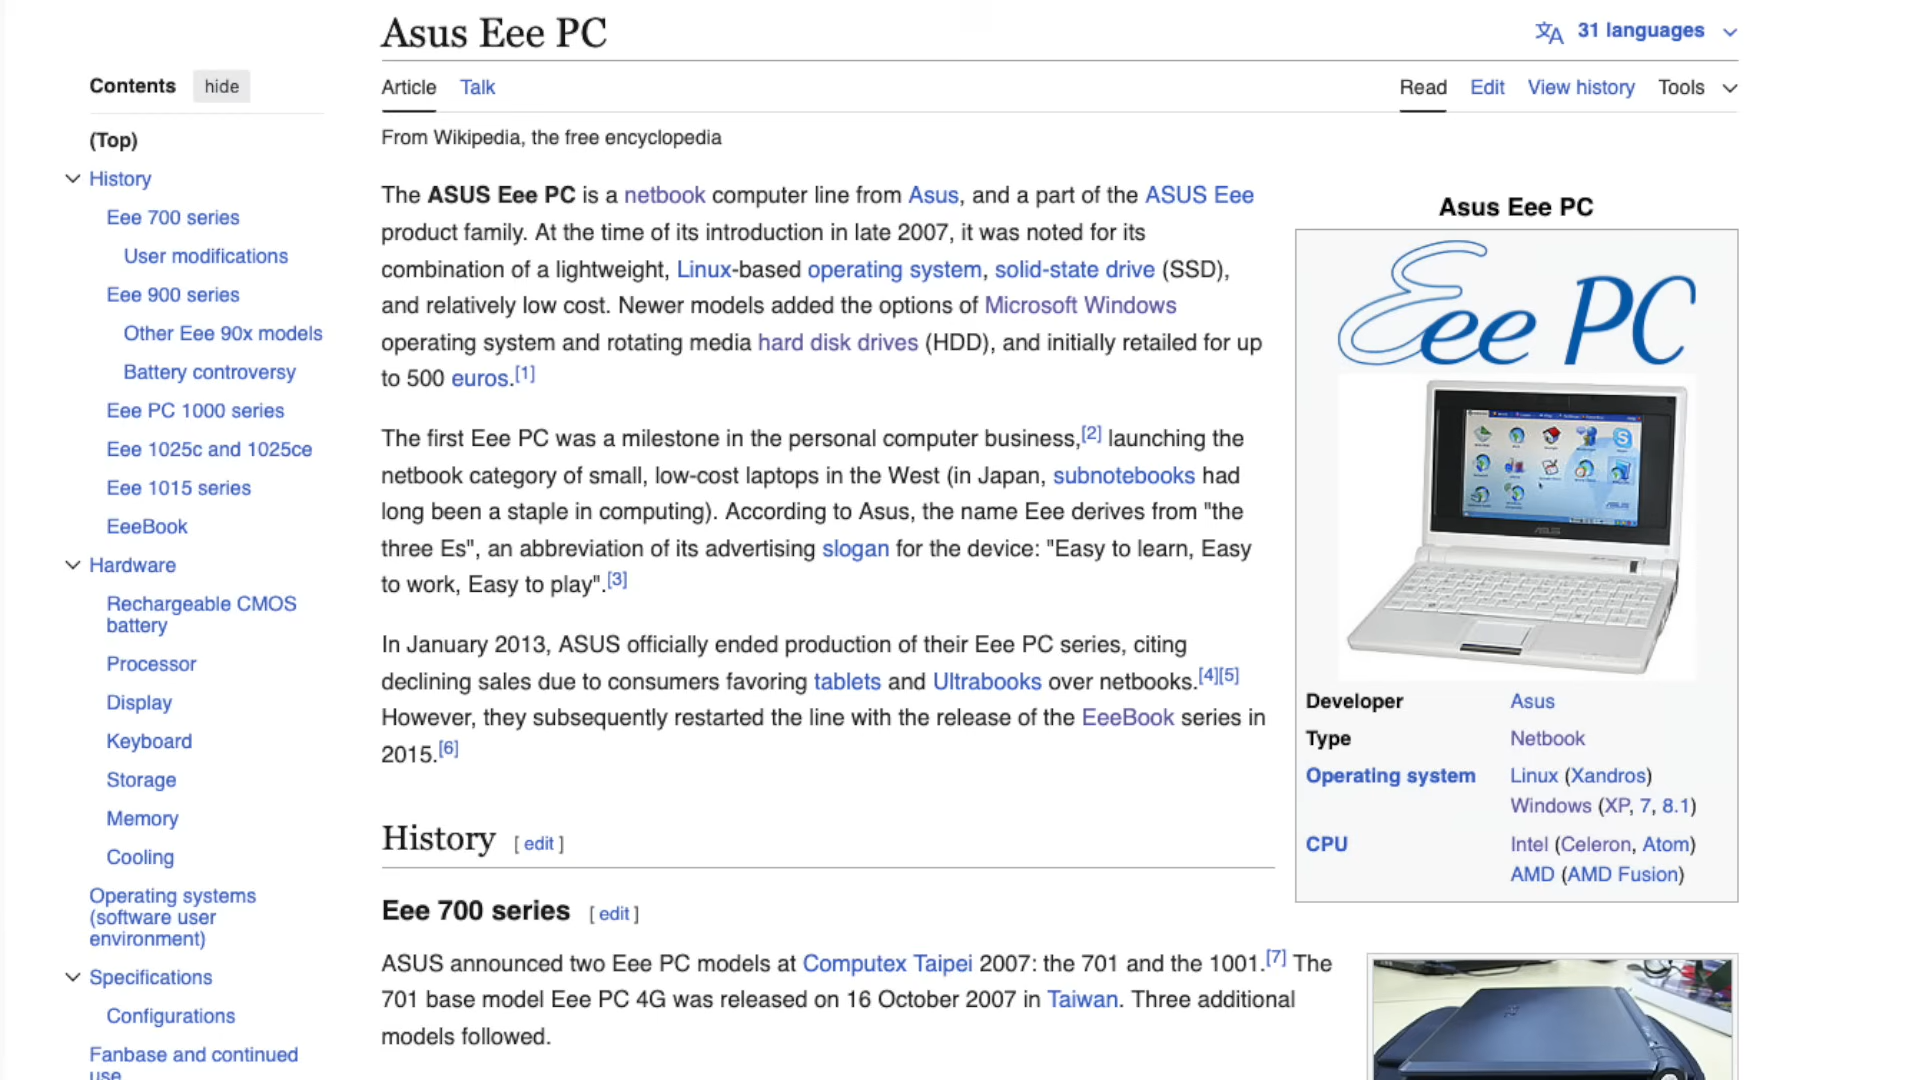 Asus Eee PC
31 languages
Contents hide
Article Talk
Read Edit View history Tools
From Wikipedia, the free encyclopedia
(Top)
History
Eee 700 series
User modifications
Eee 900 series
Other Eee 90x models
Battery controversy
Eee PC 1000 series
Eee 1025c and 1025ce
Eee 1015 series
EeeBook
Hardware
Rechargeable CMOS
battery
Processor
Display
Keyboard
Storage
Memory
Cooling
Operating systems
(software user
environment)
Specifications
Configurations
Fanbase and continued
use
The ASUS Eee PC is a netbook computer line from Asus, and a part of the ASUS Eee
product family. At the time of its introduction in late 2007, it was noted for its
combination of a lightweight, Linux-based operating system, solid-state drive (SSD),
and relatively low cost. Newer models added the options of Microsoft Windows
operating system and rotating media hard disk drives (HDD), and initially retailed for up
to 500 euros.[1]
The first Eee PC was a milestone in the personal computer business,[2] launching the
netbook category of small, low-cost laptops in the West (in Japan, subnotebooks had
long been a staple in computing). According to Asus, the name Eee derives from "the
three Es", an abbreviation of its advertising slogan for the device: "Easy to learn, Easy
to work, Easy to play".[3]
In January 2013, ASUS officially ended production of their Eee PC series, citing
declining sales due to consumers favoring tablets and Ultrabooks over netbooks.[4][5]
However, they subsequently restarted the line with the release of the EeeBook series in
2015.[6]
History [ edit ]
Eee 700 series [ edit ]
ASUS announced two Eee PC models at Computex Taipei 2007: the 701 and the 1001.[7] The
701 base model Eee PC 4G was released on 16 October 2007 in Taiwan. Three additional
models followed.
Asus Eee PC
Eee PC
Developer Asus
Type Netbook
Operating system Linux (Xandros)
Windows (XP, 7, 8.1)
CPU Intel (Celeron, Atom)
AMD (AMD Fusion)